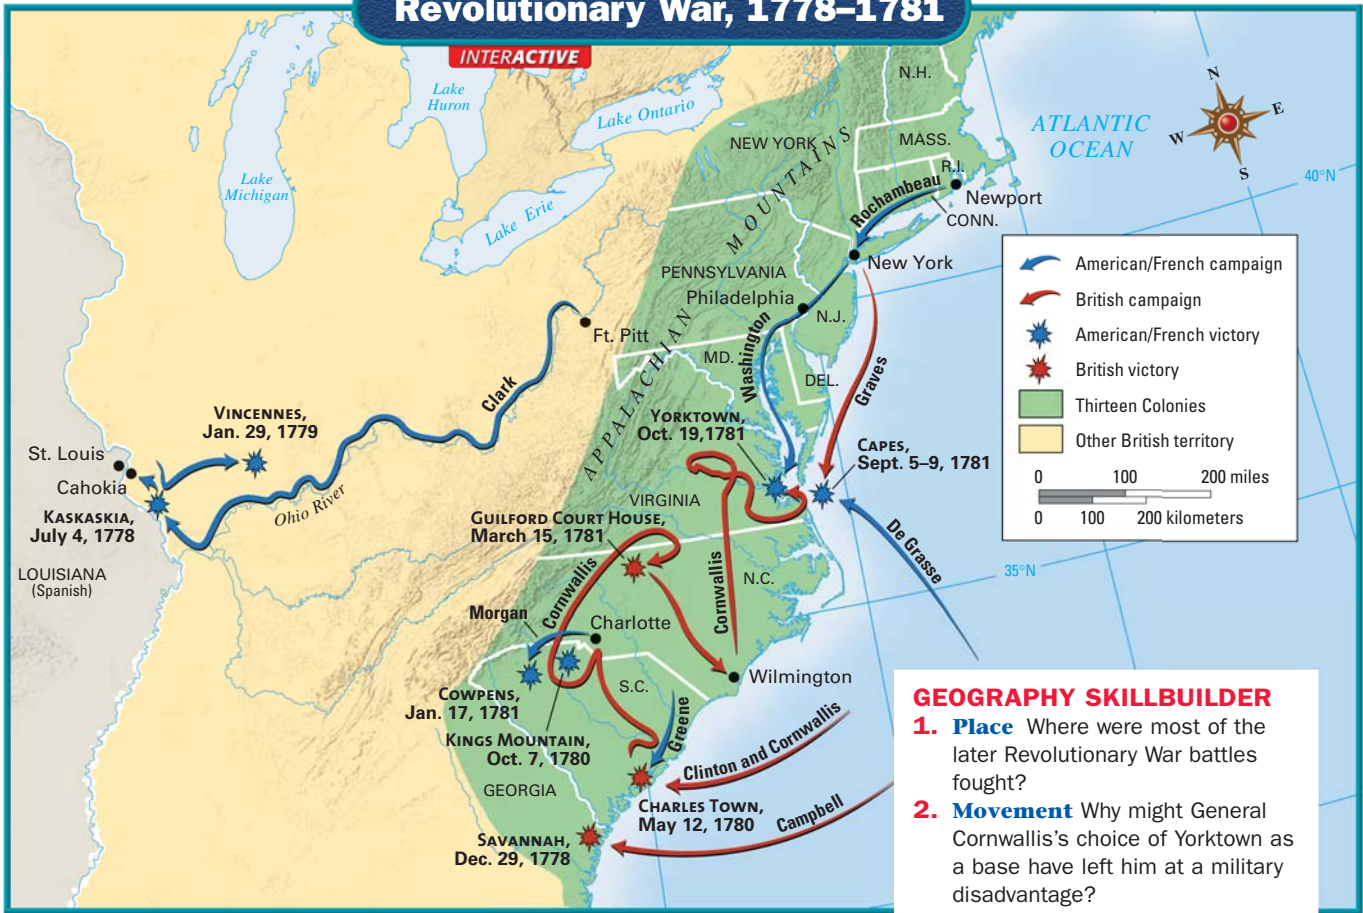 Revolutionary War, 1778–1781
INTERACTIVE
Lake
Huron
Lake Ontario
N.H.
ATLANTIC
OCEAN
N
E
W
S
40°N
NEW YORK
MASS.
R.I.
Lake
Michigan
Lake Erie
APPALACHIAN MOUNTAINS
Rochambeau
Newport
CONN.
New York
PENNSYLVANIA
Philadelphia
N.J.
Ft. Pitt
MD.
Washington
DEL.
Graves
American/French campaign
British campaign
American/French victory
British victory
Thirteen Colonies
Other British territory
0 100 200 miles
0 100 200 kilometers
Clark
VINCENNES,
Jan. 29, 1779
YORKTOWN,
Oct. 19,1781
CAPES,
Sept. 5–9, 1781
St. Louis
Cahokia
KASKASKIA,
July 4, 1778
Ohio River
VIRGINIA
GUILFORD COURT HOUSE,
March 15, 1781
De Grasse
35°N
LOUISIANA
(Spanish)
Cornwallis
Cornwallis
N.C.
Morgan
Charlotte
Wilmington
S.C.
COWPENS,
Jan. 17, 1781
Greene
KINGS MOUNTAIN,
Oct. 7, 1780
Clinton and Cornwallis
GEORGIA
CHARLES TOWN,
May 12, 1780
Campbell
SAVANNAH,
Dec. 29, 1778
GEOGRAPHY SKILLBUILDER
1. Place Where were most of the
later Revolutionary War battles
fought?
2. Movement Why might General
Cornwallis's choice of Yorktown as
a base have left him at a military
disadvantage?